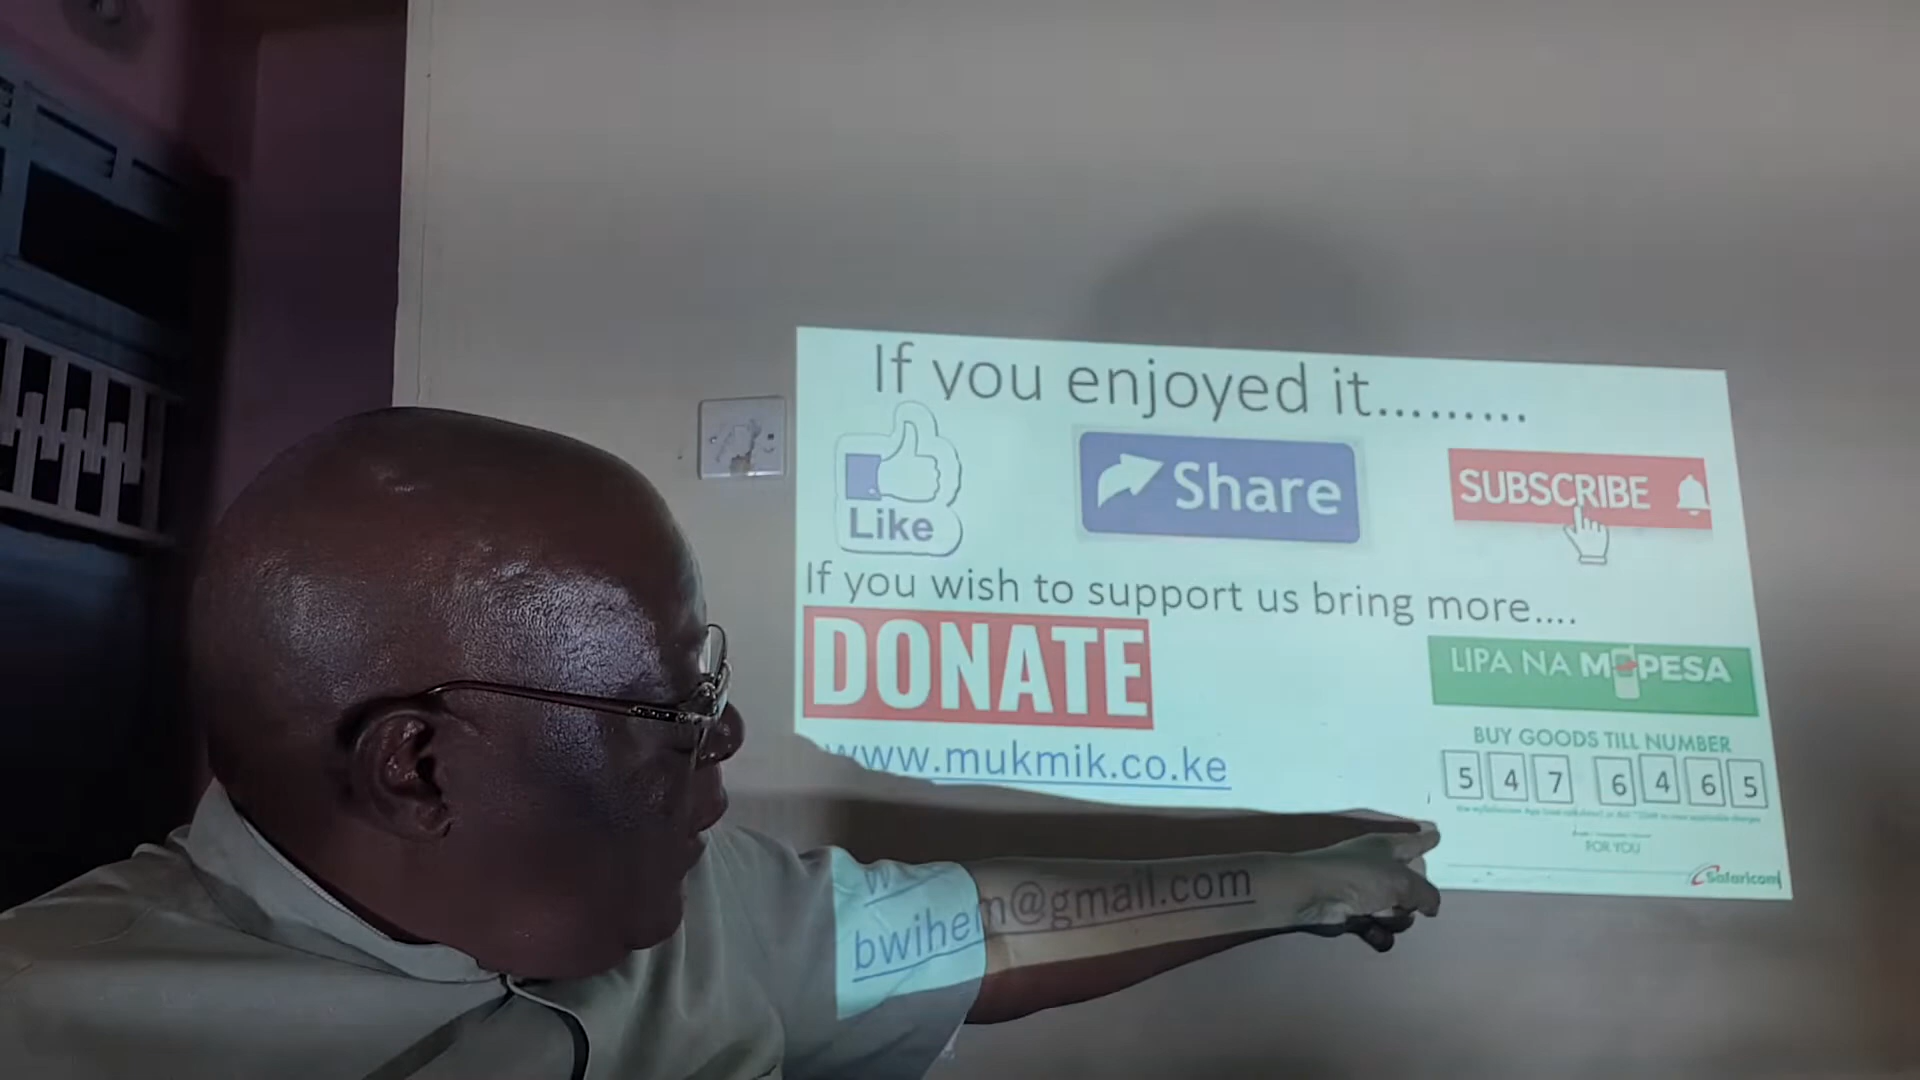 If you enjoyed it.........
Like
Share
SUBSCRIBE
If you wish to support us bring more....
DONATE
LIPA NA M-PESA
www.mukmik.co.ke
BUY GOODS TILL NUMBER
5 4 7 6 4 6 5
FOR YOU
bwihem@gmail.com
Safaricom